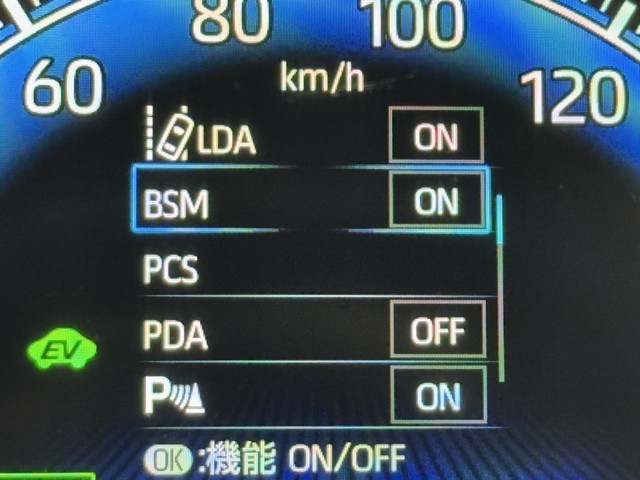 80 100
60 120
km/h
LDA ON
BSM ON
PCS
PDA OFF
EV
P ON
OK :機能 ON/OFF